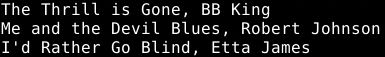 The Thrill is Gone, BB King
Me and the Devil Blues, Robert Johnson
I'd Rather Go Blind, Etta James